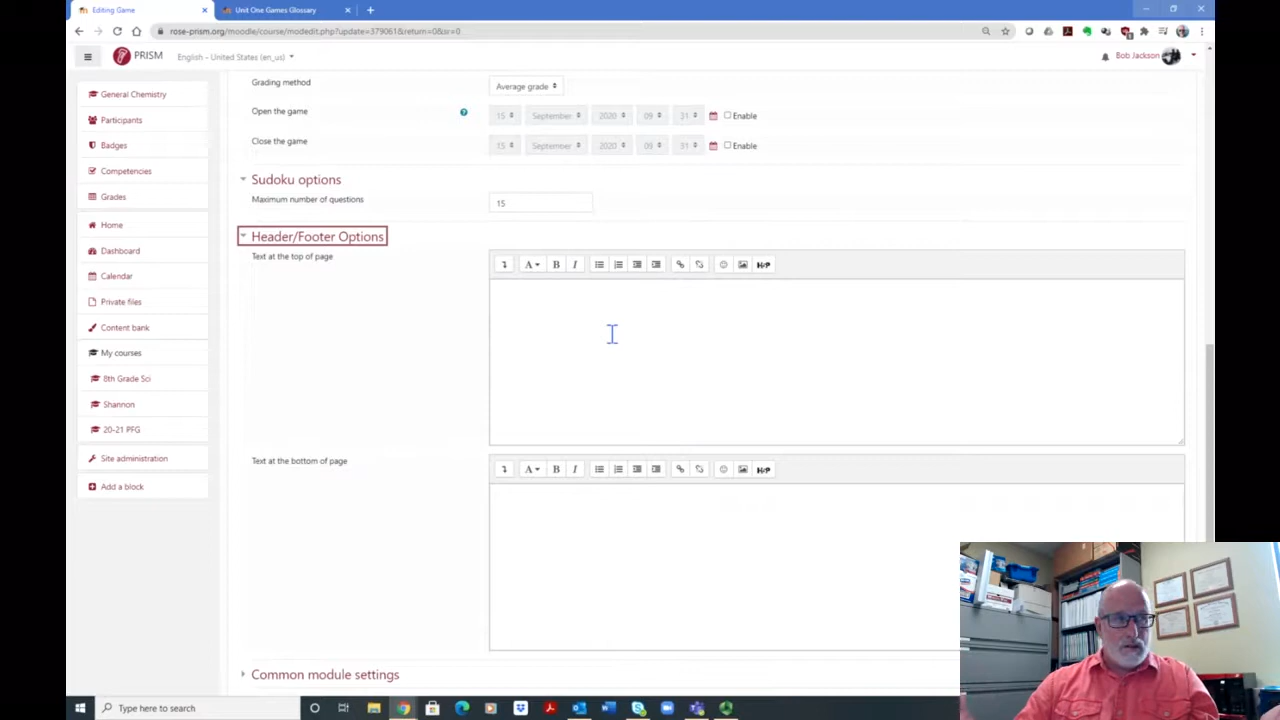 Editing Game
Unit One Games Glossary
rose-prism.org/moodle/course/modedit.php?update=379061&return=0&sr=0
PRISM
English - United States (en_us)
Bob Jackson
General Chemistry
Participants
Badges
Competencies
Grades
Home
Dashboard
Calendar
Private files
Content bank
My courses
8th Grade Sci
Shannon
20-21 PFG
Site administration
Add a block
Grading method
Average grade
Open the game
15 September 2020 09 31 Enable
Close the game
15 September 2020 09 31 Enable
Sudoku options
Maximum number of questions
15
Header/Footer Options
Text at the top of page
A B I H-P
Text at the bottom of page
A B I H-P
Common module settings
Type here to search